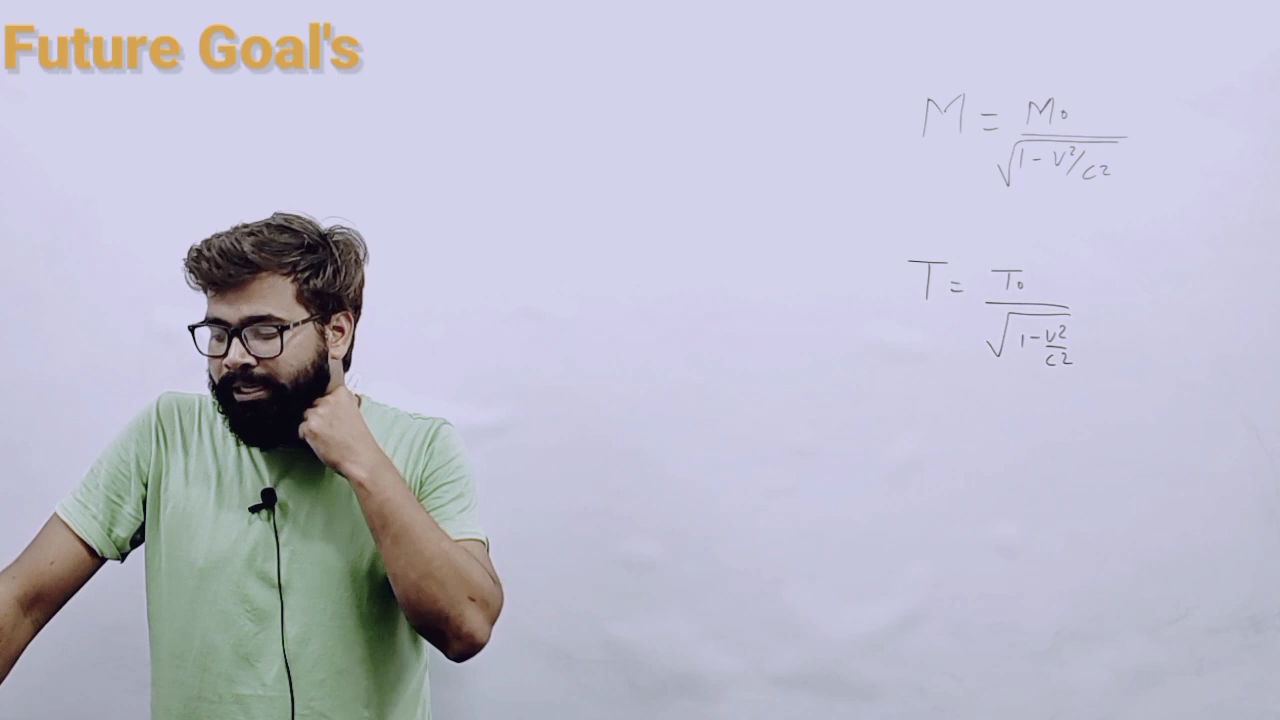 Future Goal's
M = M₀ / √(1 - V²/C²)
T = T₀ / √(1 - V²/C²)